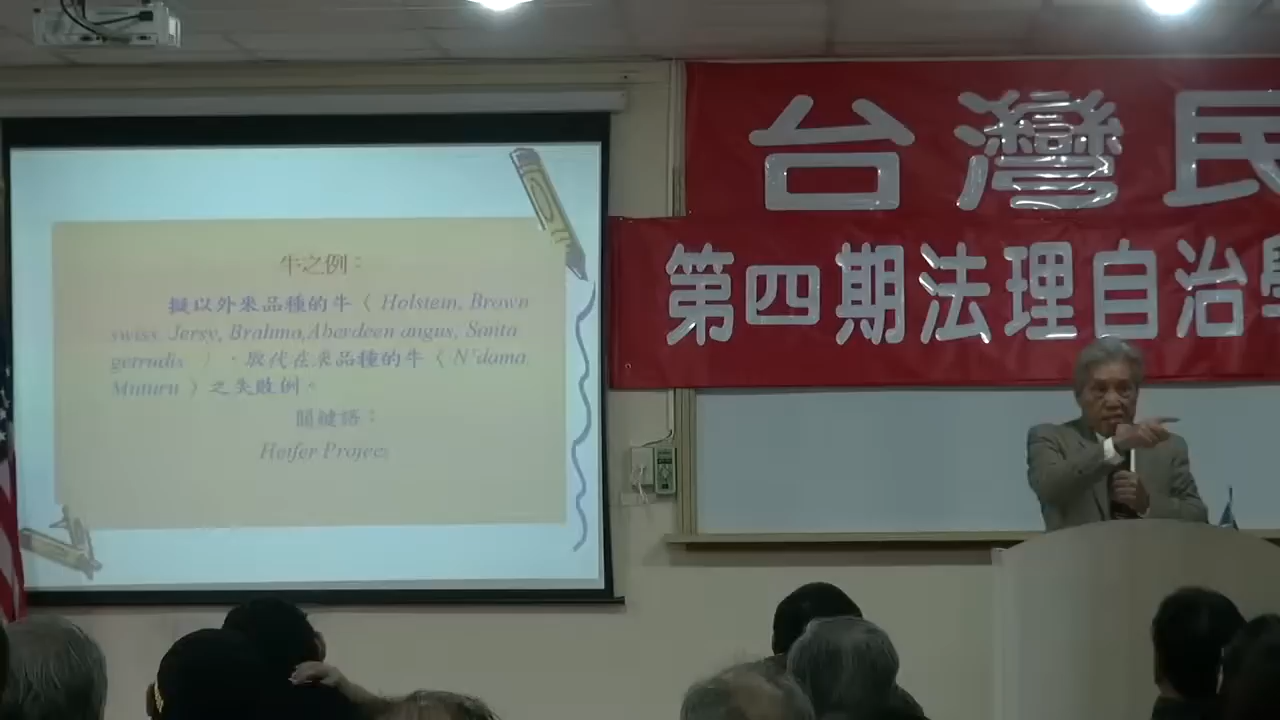 牛之例：
擬以外來品種的牛（Holstein, Brown
swiss, Jersy, Brahma,Aberdeen angus, Santa
getrudis ），取代在來品種的牛（N'dama
Muturu）之失敗例。
關鍵語：
Heifer Project
台灣民
第四期法理自治學